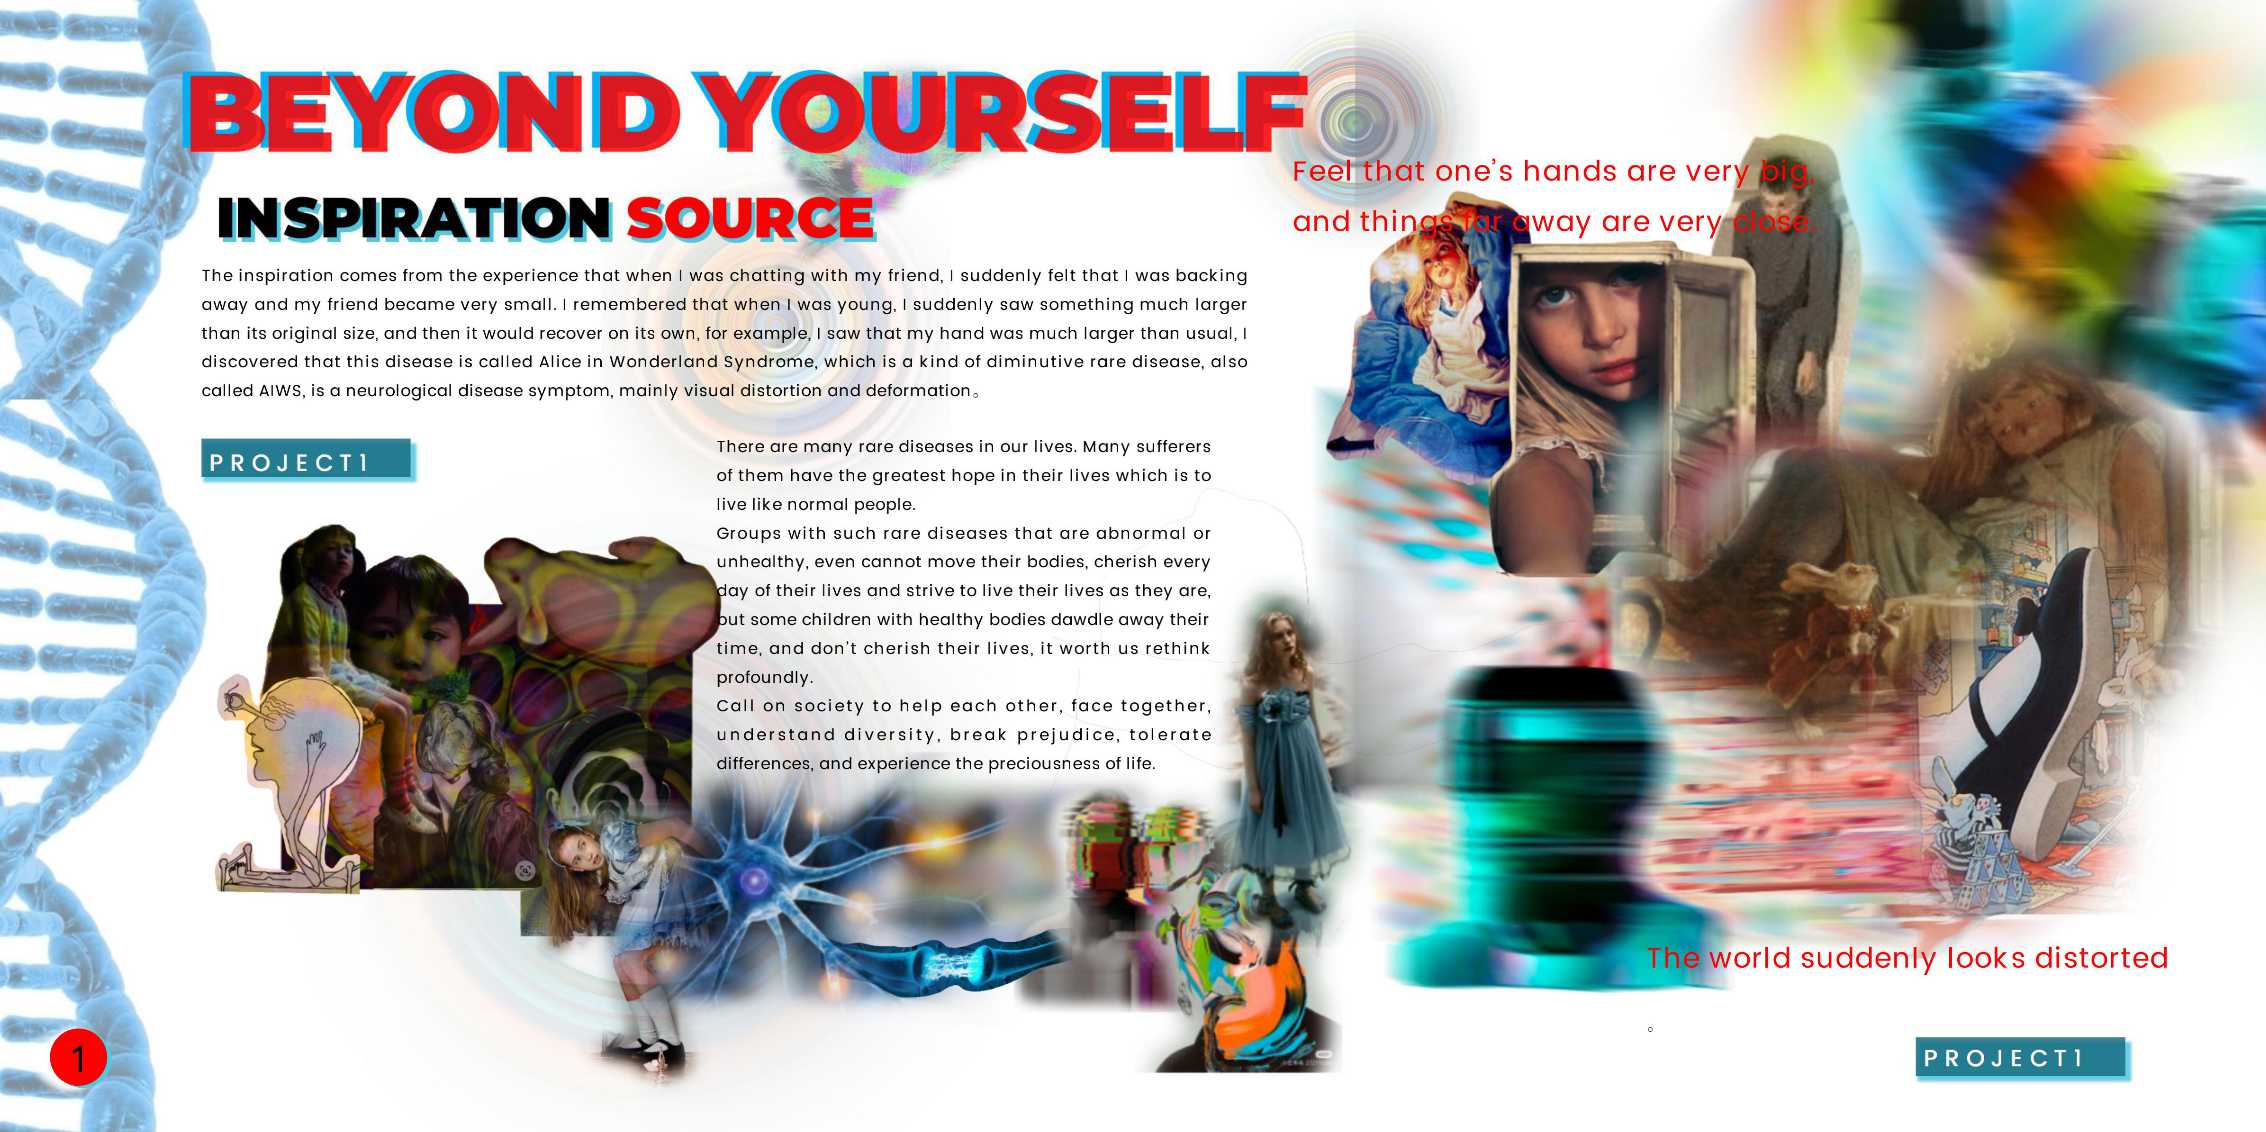 BEYOND YOURSELF
INSPIRATION SOURCE
The inspiration comes from the experience that when I was chatting with my friend, I suddenly felt that I was backing
away and my friend became very small. I remembered that when I was young, I suddenly saw something much larger
than its original size, and then it would recover on its own, for example, I saw that my hand was much larger than usual, I
discovered that this disease is called Alice in Wonderland Syndrome, which is a kind of diminutive rare disease, also
called AIWS, is a neurological disease symptom, mainly visual distortion and deformation。
PROJECT1
There are many rare diseases in our lives. Many sufferers
of them have the greatest hope in their lives which is to
live like normal people.
Groups with such rare diseases that are abnormal or
unhealthy, even cannot move their bodies, cherish every
day of their lives and strive to live their lives as they are,
but some children with healthy bodies dawdle away their
time, and don't cherish their lives, it worth us rethink
profoundly.
Call on society to help each other, face together,
understand diversity, break prejudice, tolerate
differences, and experience the preciousness of life.
1
Feel that one's hands are very big,
and things far away are very close.
The world suddenly looks distorted
。
PROJECT1